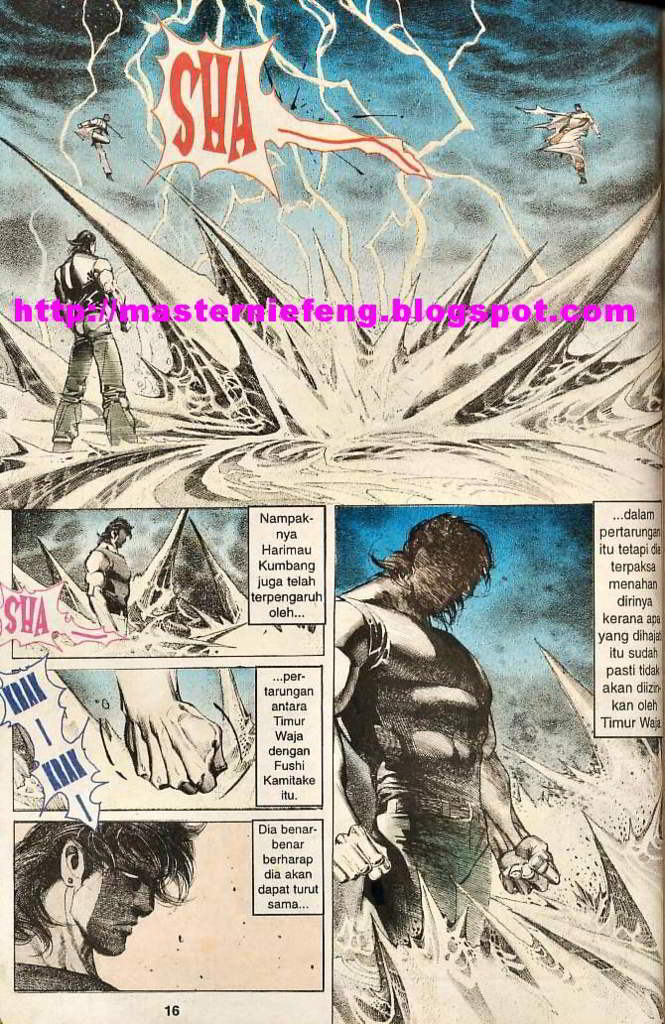 SHA
http://masterniefeng.blogspot.com
Nampak-
nya
Harimau
Kumbang
juga telah
terpengaruh
oleh...
SHA
...per-
tarungan
antara
Timur
Waja
dengan
Fushi
Kamitake
itu.
KRAK
!
KRAK
!
Dia benar-
benar
berharap
dia akan
dapat turut
sama...
...dalam
pertarungan
itu tetapi dia
terpaksa
menahan
dirinya
kerana apa
yang dihajat
itu sudah
pasti tidak
akan diizin-
kan oleh
Timur Waja
16